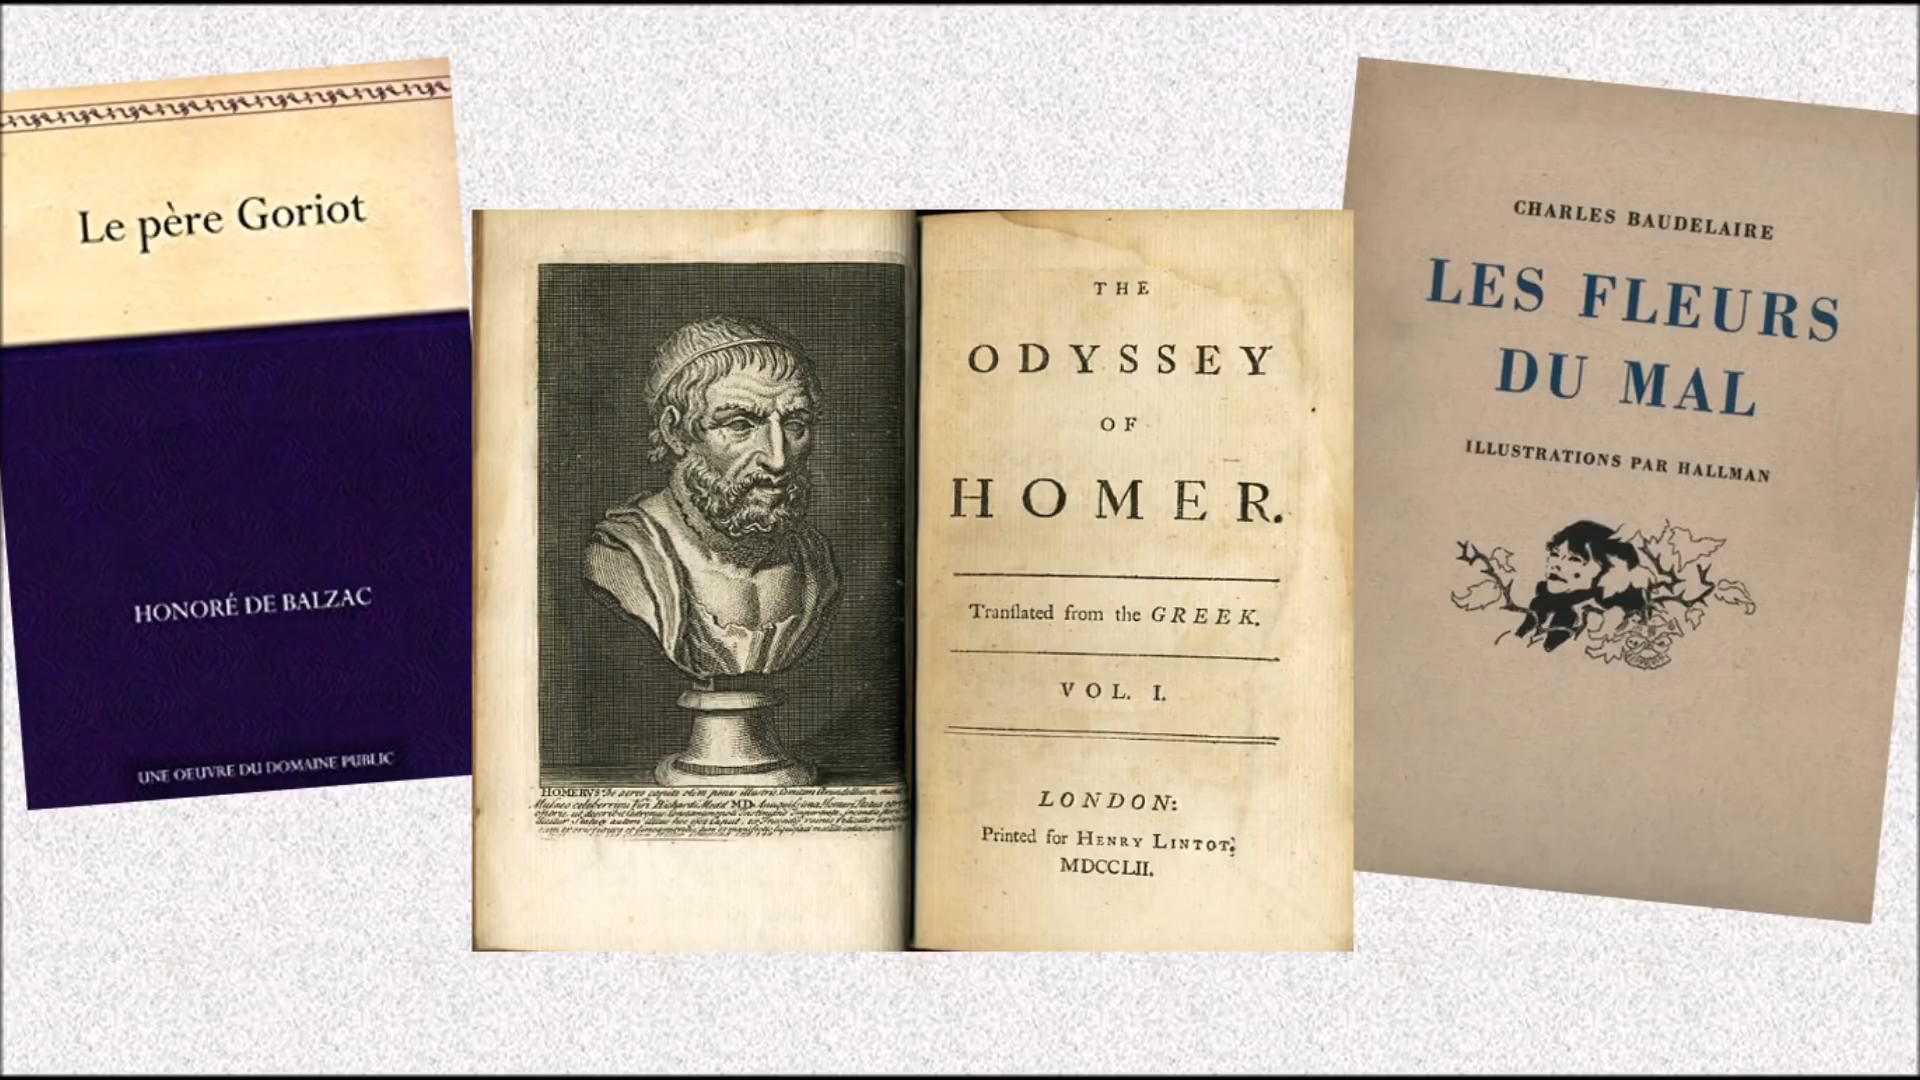 Le père Goriot
HONORÉ DE BALZAC
UNE OEUVRE DU DOMAINE PUBLIC
THE
ODYSSEY
OF
HOMER.
Tranſlated from the GREEK.
VOL. I.
LONDON:
Printed for HENRY LINTOT.
MDCCLII.
CHARLES BAUDELAIRE
LES FLEURS
DU MAL
ILLUSTRATIONS PAR HALLMAN